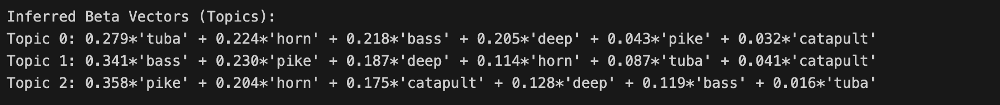 Inferred Beta Vectors (Topics):
Topic 0: 0.279*'tuba' + 0.224*'horn' + 0.218*'bass' + 0.205*'deep' + 0.043*'pike' + 0.032*'catapult'
Topic 1: 0.341*'bass' + 0.230*'pike' + 0.187*'deep' + 0.114*'horn' + 0.087*'tuba' + 0.041*'catapult'
Topic 2: 0.358*'pike' + 0.204*'horn' + 0.175*'catapult' + 0.128*'deep' + 0.119*'bass' + 0.016*'tuba'